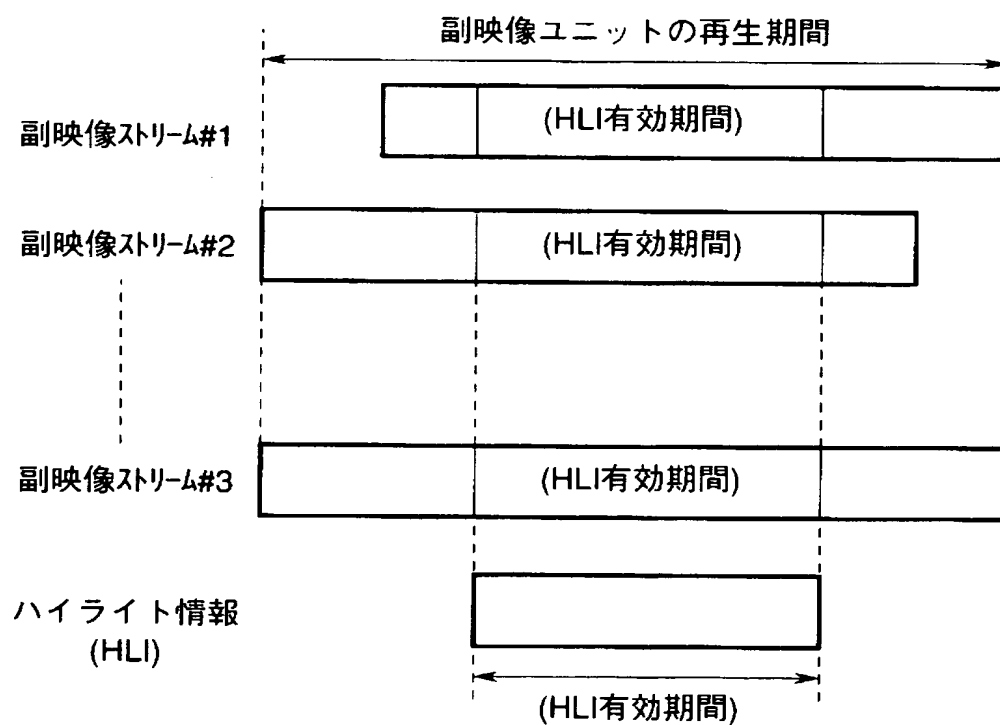 副映像ユニットの再生期間
副映像ストリーム#1
(HLI有効期間)
副映像ストリーム#2
(HLI有効期間)
副映像ストリーム#3
(HLI有効期間)
ハイライト情報
(HLI)
(HLI有効期間)